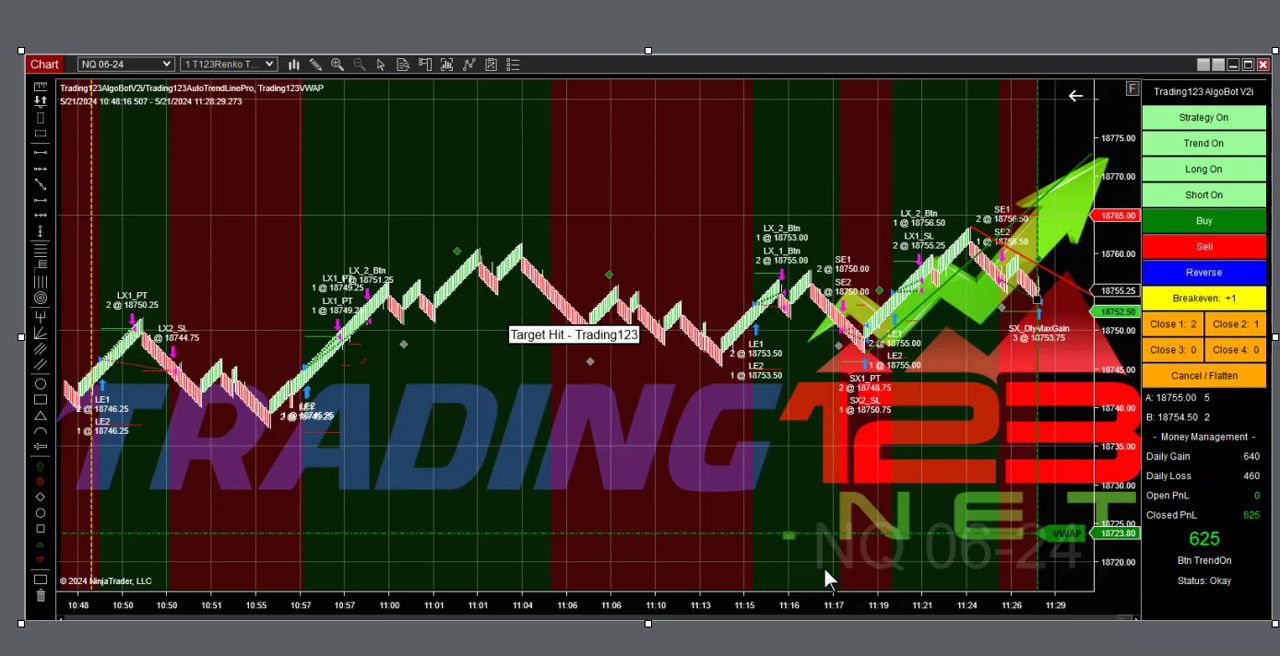 Chart
NQ 06-24
1 T123Renko T...
Trading123AlgoBotV2i/Trading123AutoTrendLinePro, Trading123VWAP
5/21/2024 10:48:16.507 - 5/21/2024 11:28:29.273
F
LX1_PT
2 @ 18750.25
LX2_SL
@ 18744.75
LE1
@ 18746.25
LE2
1 @ 18746.25
LX_2_Btn
1 @ 18751.25
LX1_PT
LX1_PT
Target Hit - Trading123
LX_2_Btn
1 @ 18753.00
LX_1_Btn
2 @ 18755.00
LE1
2 @ 18753.50
LE2
1 @ 18753.50
SE1
2 @ 18750.00
SE2
SX1_PT
2 @ 18748.75
SX2_SL
1 @ 18750.75
LX_2_Btn
1 @ 18756.50
LX1_SL
2 @ 18755.25
LE1
2 @ 18755.00
LE2
1 @ 18755.00
SE1
2 @ 18756.50
SE2
1 @ 18756.50
3 @ 18753.75
TRADING123
NET
NQ 06-24
VWAP
© 2024 NinjaTrader, LLC
18775.00
18770.00
18765.00
18760.00
18755.25
18752.50
18750.00
18745.00
18740.00
18735.00
18730.00
18725.00
18723.80
18720.00
10:48
10:50
10:50
10:51
10:55
10:57
10:57
11:00
11:01
11:01
11:04
11:06
11:06
11:10
11:13
11:15
11:16
11:17
11:19
11:21
11:24
11:26
11:29
Trading123 AlgoBot V2i
Strategy On
Trend On
Long On
Short On
Buy
Sell
Reverse
Breakeven: +1
Close 1: 2
Close 2: 1
Close 3: 0
Close 4: 0
Cancel / Flatten
A: 18755.00 5
B: 18754.50 2
- Money Management -
Daily Gain 640
Daily Loss 460
Open PnL 0
Closed PnL 625
625
Btn TrendOn
Status: Okay